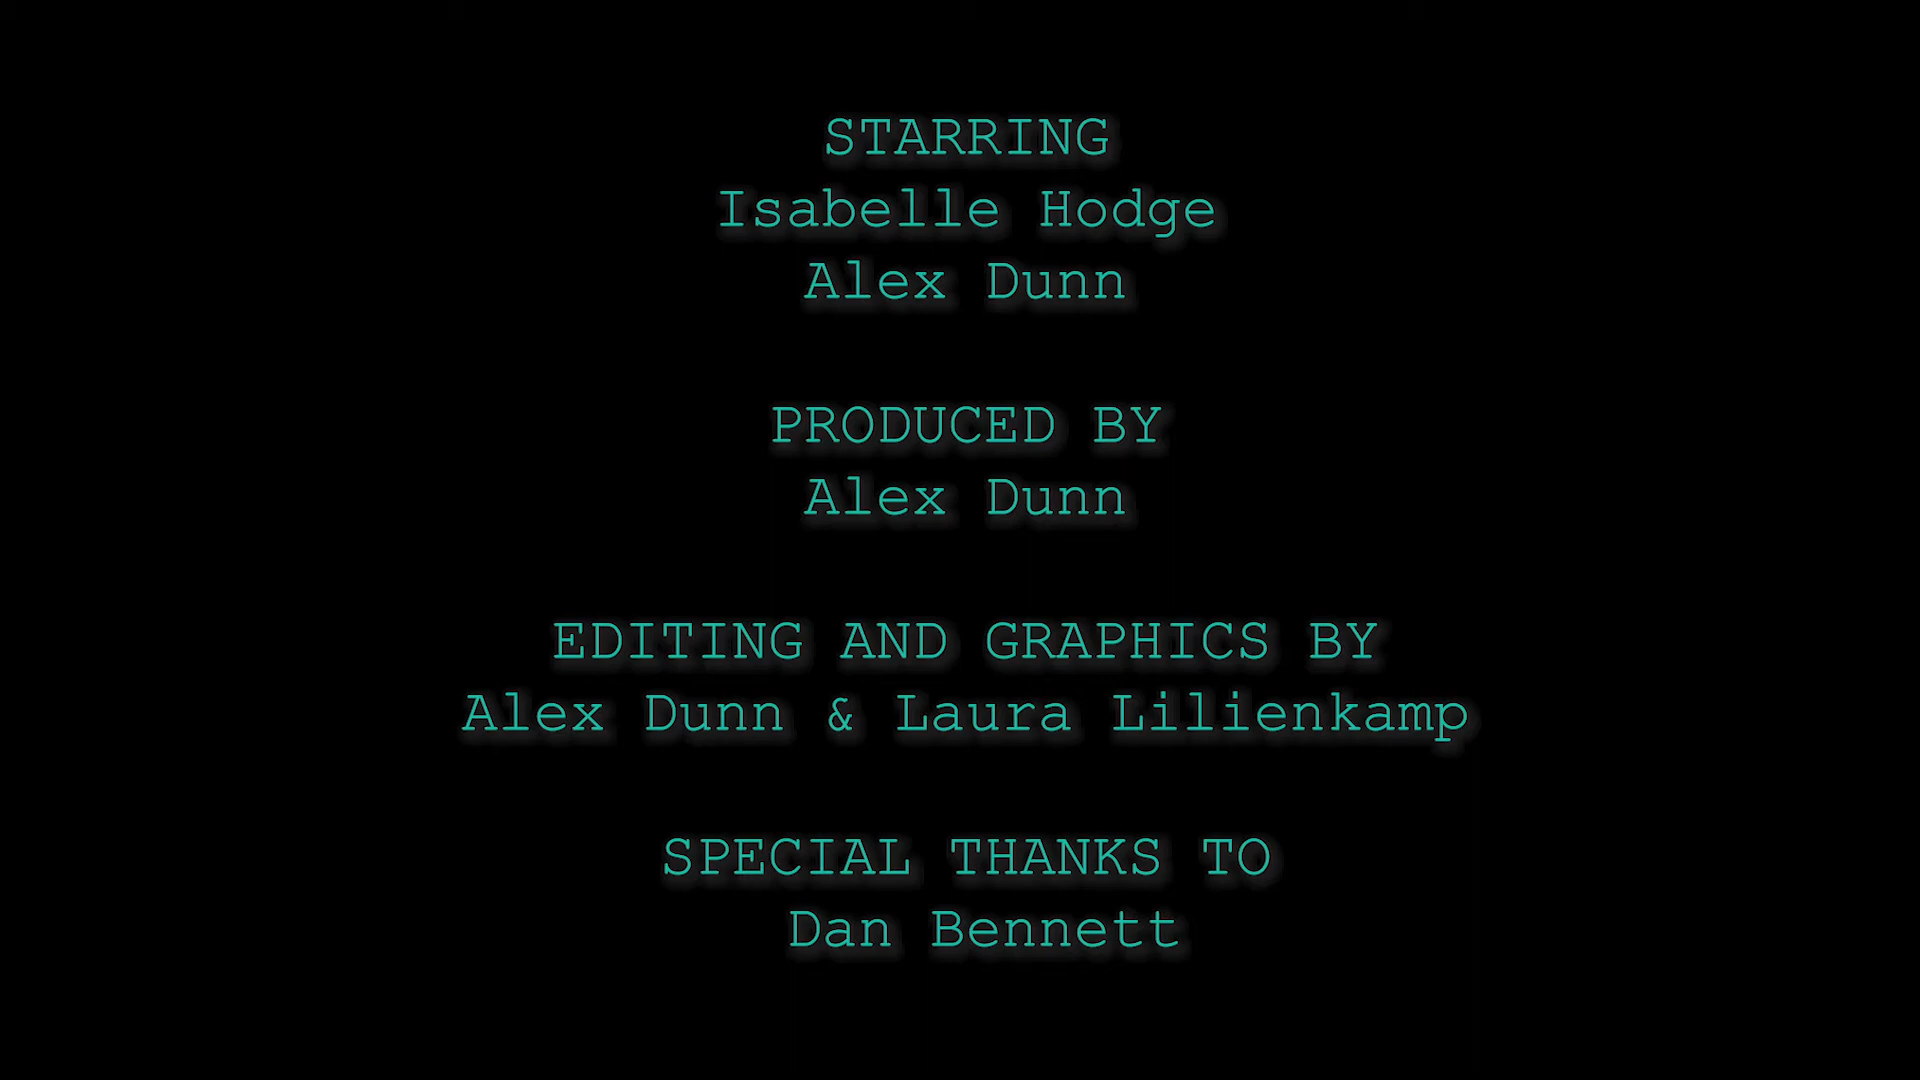 STARRING
Isabelle Hodge
Alex Dunn
PRODUCED BY
Alex Dunn
EDITING AND GRAPHICS BY
Alex Dunn & Laura Lilienkamp
SPECIAL THANKS TO
Dan Bennett